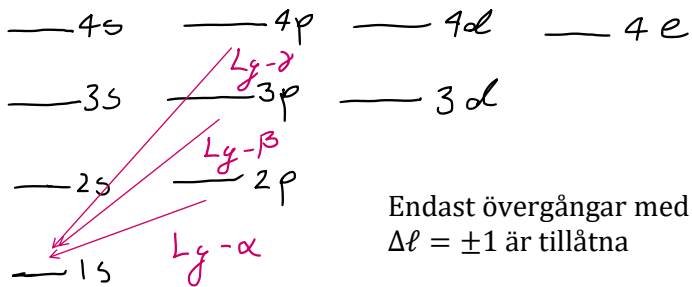 4s 4p 4d 4e
Ly-γ
3s 3p 3d
Ly-β
2s 2p
Endast övergångar med
Δℓ = ±1 är tillåtna
Ly-α
1s